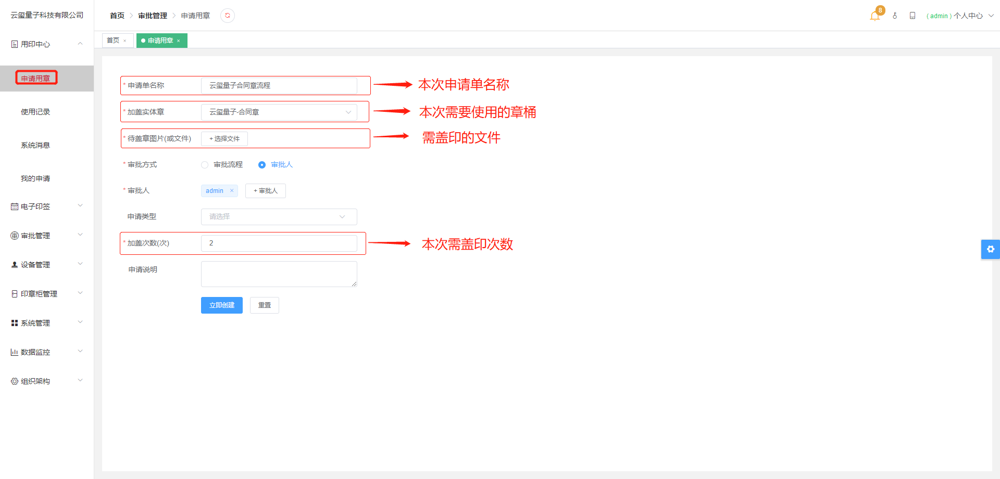 云玺量子科技有限公司
首页 审批管理 申请用章
8
( admin ) 个人中心
首页 × 申请用章 ×
用印中心
申请用章
使用记录
系统消息
我的申请
电子印签
审批管理
设备管理
印章柜管理
系统管理
数据监控
组织架构
* 申请单名称 云玺量子合同章流程 本次申请单名称
* 加盖实体章 云玺量子-合同章 本次需要使用的章桶
* 待盖章图片(或文件) + 选择文件 需盖印的文件
* 审批方式 审批流程 审批人
* 审批人 admin × + 审批人
申请类型 请选择
* 加盖次数(次) 2 本次需盖印次数
申请说明
立即创建 重置